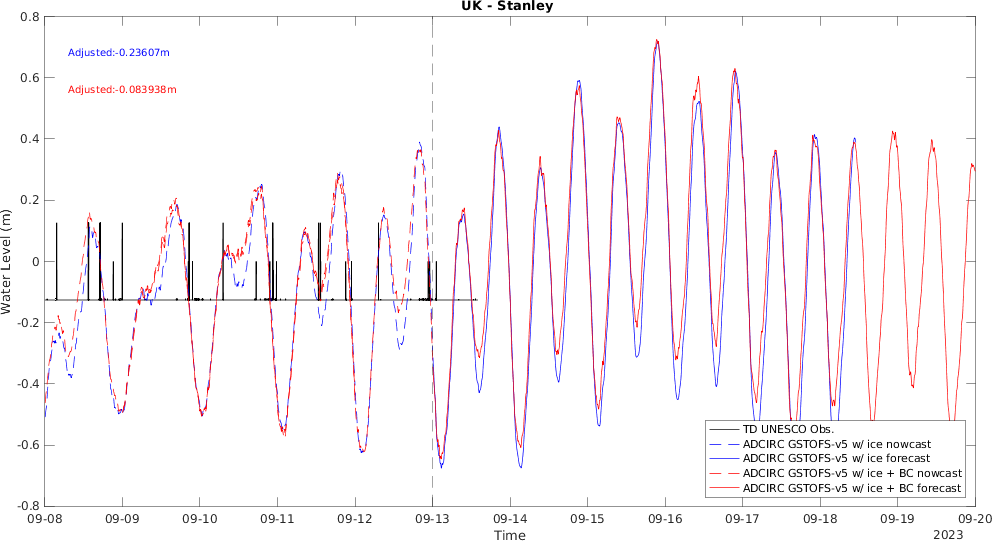 UK - Stanley
Adjusted:-0.23607m
Adjusted:-0.083938m
Water Level (m)
0.8
0.6
0.4
0.2
0
-0.2
-0.4
-0.6
-0.8
TD UNESCO Obs.
ADCIRC GSTOFS-v5 w/ ice nowcast
ADCIRC GSTOFS-v5 w/ ice forecast
ADCIRC GSTOFS-v5 w/ ice + BC nowcast
ADCIRC GSTOFS-v5 w/ ice + BC forecast
09-08 09-09 09-10 09-11 09-12 09-13 09-14 09-15 09-16 09-17 09-18 09-19 09-20
Time
2023